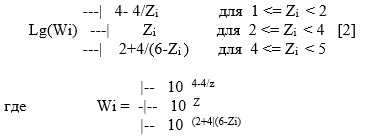 ---| 4- 4/Zi для 1 <= Zi < 2
Lg(Wi) ---| Zi для 2 <= Zi < 4 [2]
---| 2+4/(6-Zi) для 4 <= Zi < 5
|-- 10 4-4/z
где Wi = -|-- 10 Z
|-- 10 (2+4|(6-Zi)